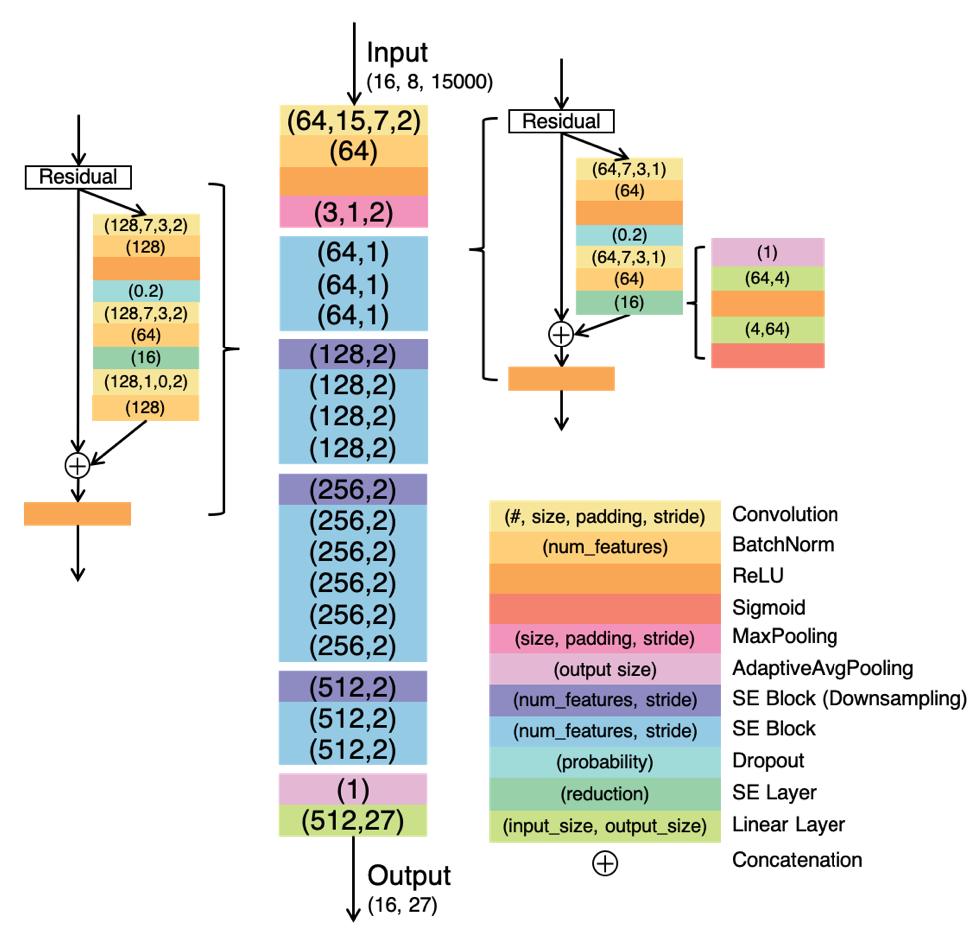 Input
(16, 8, 15000)
(64,15,7,2)
(64)
(3,1,2)
(64,1)
(64,1)
(64,1)
(128,2)
(128,2)
(128,2)
(128,2)
(256,2)
(256,2)
(256,2)
(256,2)
(256,2)
(256,2)
(512,2)
(512,2)
(512,2)
(1)
(512,27)
Output
(16, 27)
Residual
(128,7,3,2)
(128)
(0.2)
(128,7,3,2)
(64)
(16)
(128,1,0,2)
(128)
Residual
(64,7,3,1)
(64)
(0.2)
(64,7,3,1)
(64)
(16)
(1)
(64,4)
(4,64)
(#, size, padding, stride) Convolution
(num_features) BatchNorm
ReLU
Sigmoid
(size, padding, stride) MaxPooling
(output size) AdaptiveAvgPooling
(num_features, stride) SE Block (Downsampling)
(num_features, stride) SE Block
(probability) Dropout
(reduction) SE Layer
(input_size, output_size) Linear Layer
Concatenation